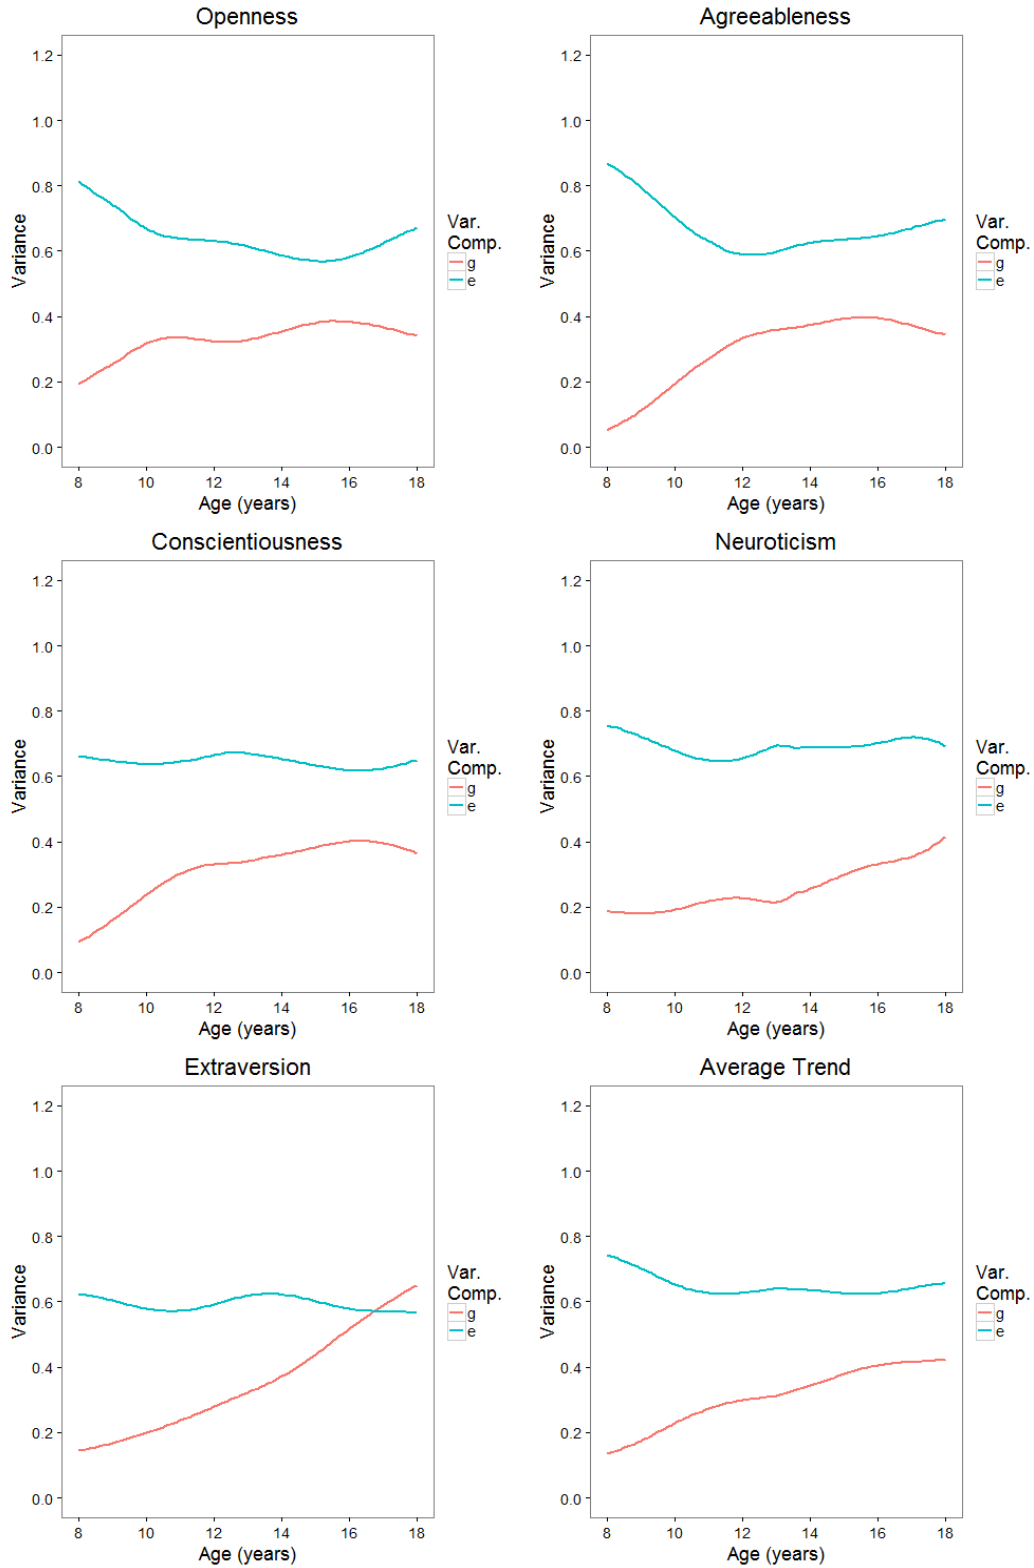 Openness
1.2
1.0
0.8
0.6
0.4
0.2
0.0
Variance
8 10 12 14 16 18
Age (years)
Var.
Comp.
g
e
Agreeableness
1.2
1.0
0.8
0.6
0.4
0.2
0.0
Variance
8 10 12 14 16 18
Age (years)
Var.
Comp.
g
e
Conscientiousness
1.2
1.0
0.8
0.6
0.4
0.2
0.0
Variance
8 10 12 14 16 18
Age (years)
Var.
Comp.
g
e
Neuroticism
1.2
1.0
0.8
0.6
0.4
0.2
0.0
Variance
8 10 12 14 16 18
Age (years)
Var.
Comp.
g
e
Extraversion
1.2
1.0
0.8
0.6
0.4
0.2
0.0
Variance
8 10 12 14 16 18
Age (years)
Var.
Comp.
g
e
Average Trend
1.2
1.0
0.8
0.6
0.4
0.2
0.0
Variance
8 10 12 14 16 18
Age (years)
Var.
Comp.
g
e